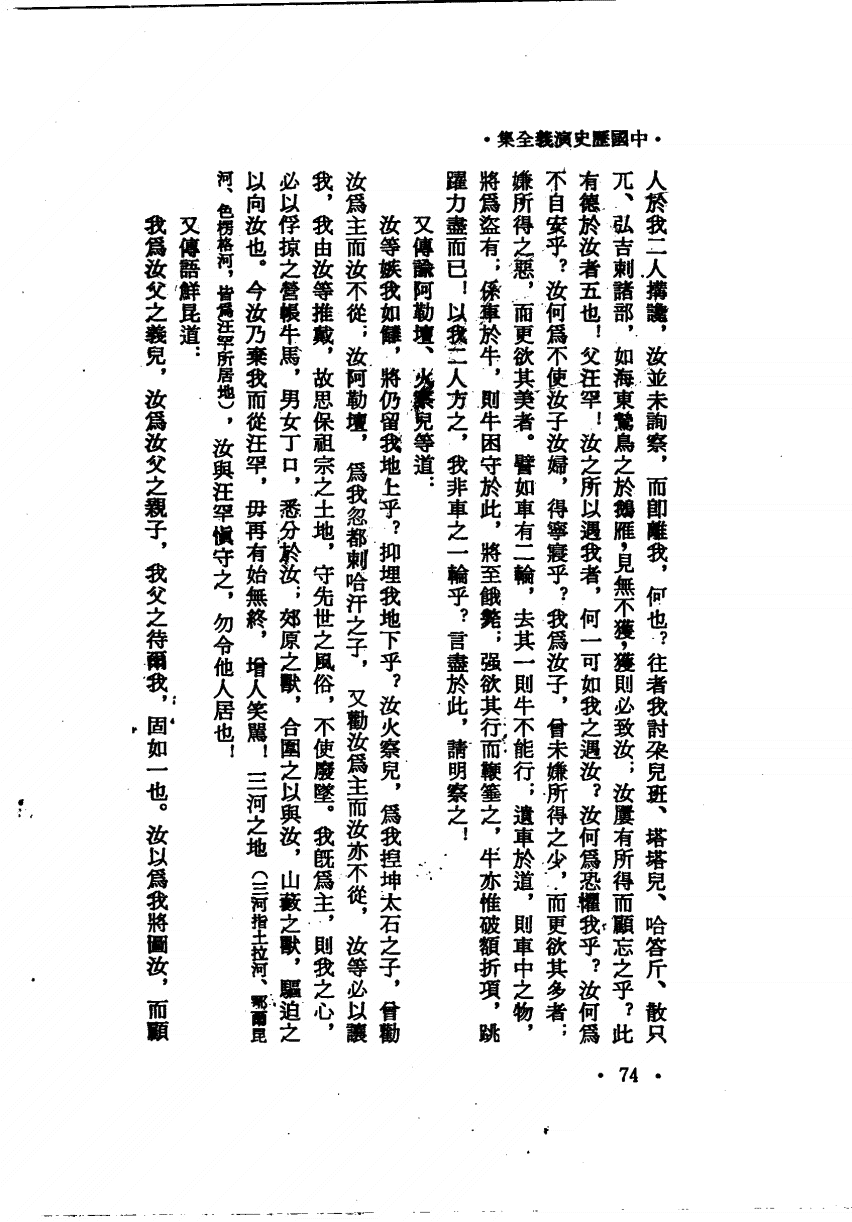 ·中國歷史演義全集·
人於我二人搆讒，汝並未詢察，而卽離我，何也？往者我討朶兒班、塔塔兒、哈答斤、散只
兀、弘吉剌諸部，如海東鷙鳥之於鵝雁，見無不獲，獲則必致汝；汝屢有所得而顧忘之乎？此
有德於汝者五也！父汪罕！汝之所以遇我者，何一可如我之遇汝？汝何爲恐懼我乎？汝何爲
不自安乎？汝何爲不使汝子汝婦，得寧寢乎？我爲汝子，曾未嫌所得之少，而更欲其多者；
嫌所得之惡，而更欲其美者。譬如車有二輪，去其一則牛不能行；遺車於道，則車中之物，
將爲盜有；係車於牛，則牛困守於此，將至餓斃；强欲其行而鞭箠之，牛亦惟破額折項，跳
躍力盡而已！以我二人方之，我非車之一輪乎？言盡於此，請明察之！
又傳諭阿勒壇、火察兒等道：
汝等嫉我如讎，將仍留我地上乎？抑埋我地下乎？汝火察兒，爲我揑坤太石之子，曾勸
汝爲主而汝不從；汝阿勒壇，爲我忽都剌哈汗之子，又勸汝爲主而汝亦不從，汝等必以讓
我，我由汝等推戴，故思保祖宗之土地，守先世之風俗，不使廢墜。我旣爲主，則我之心，
必以俘掠之營帳牛馬，男女丁口，悉分於汝；郊原之獸，合圍之以與汝，山藪之獸，驅迫之
以向汝也。今汝乃棄我而從汪罕，毋再有始無終，增人笑罵！三河之地（三河指土拉河、鄂爾昆
河、色楞格河，皆爲汪罕所居地），汝與汪罕愼守之，勿令他人居也！
又傳語鮮昆道：
我爲汝父之義兒，汝爲汝父之親子，我父之待爾我，固如一也。汝以爲我將圖汝，而顧
· 74 ·